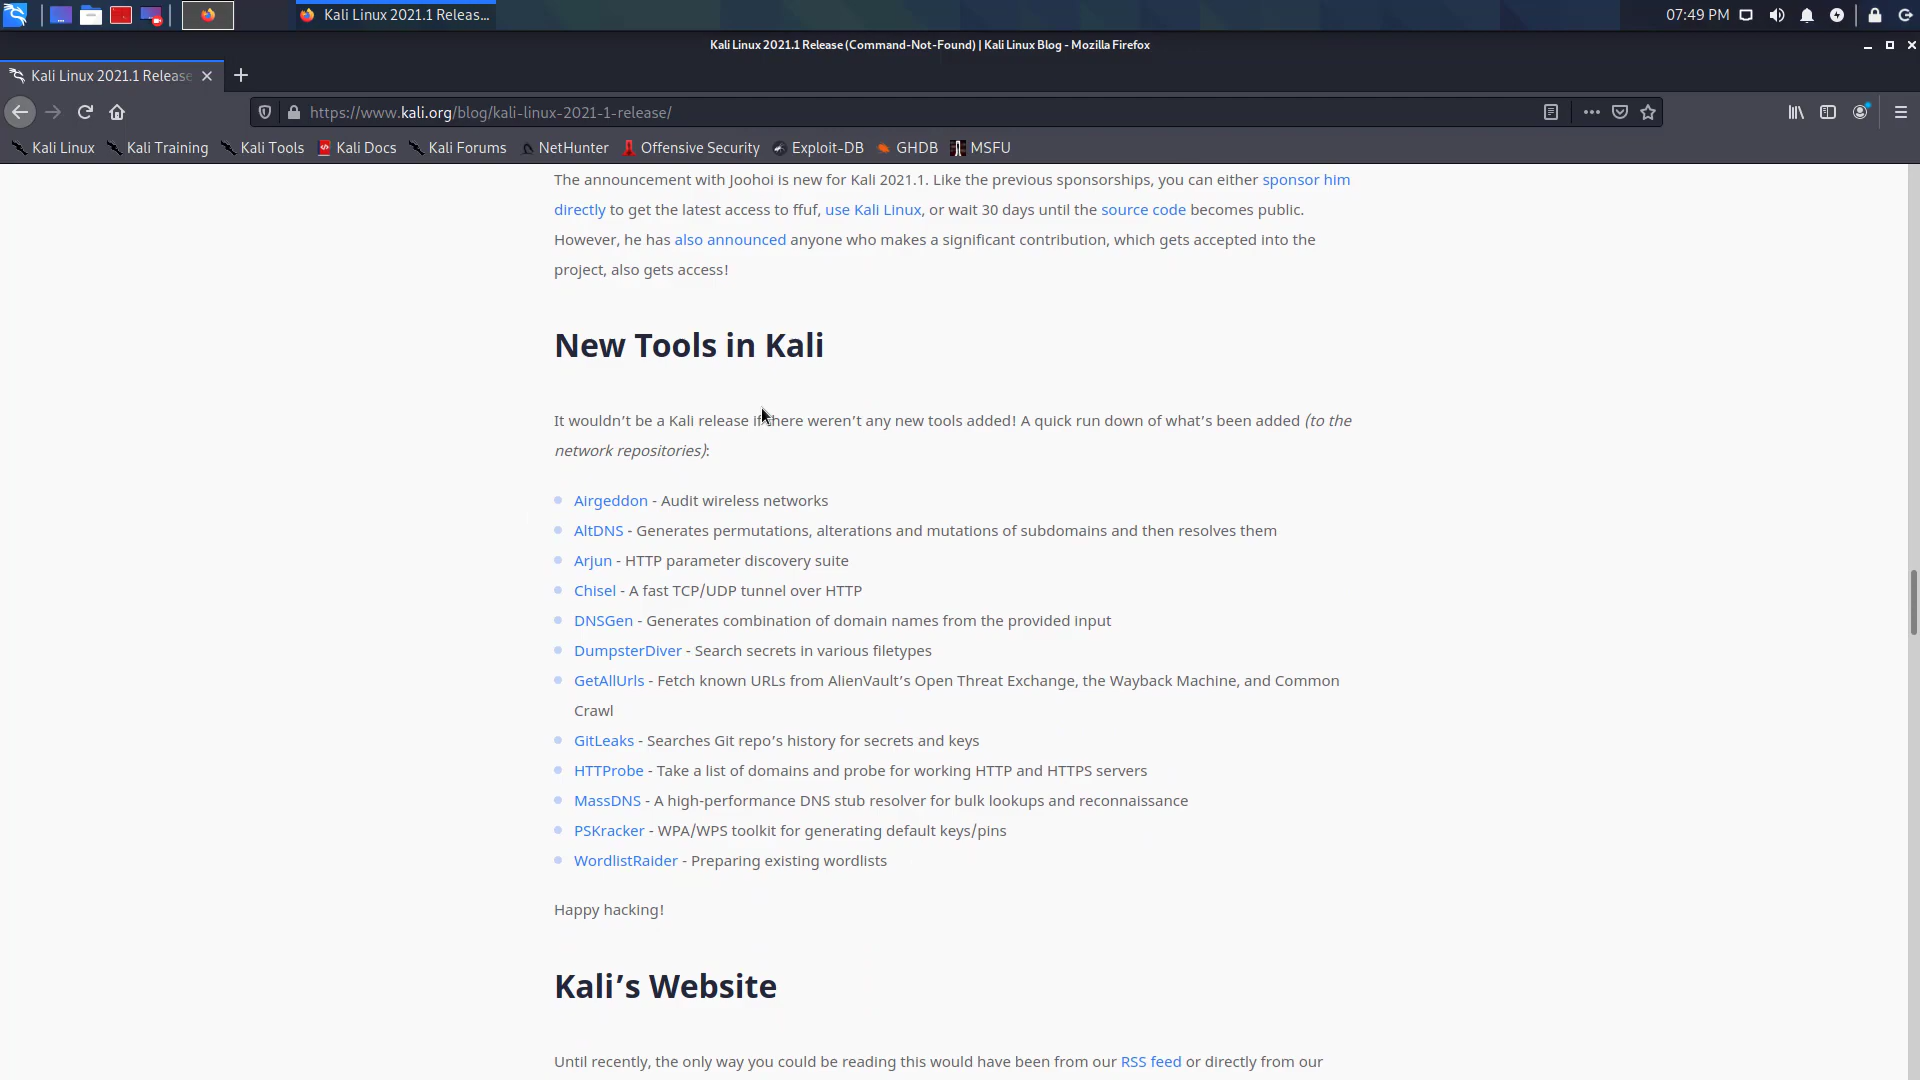 Kali Linux 2021.1 Releas...
07:49 PM
Kali Linux 2021.1 Release (Command-Not-Found) | Kali Linux Blog - Mozilla Firefox
Kali Linux 2021.1 Release
https://www.kali.org/blog/kali-linux-2021-1-release/
Kali Linux Kali Training Kali Tools Kali Docs Kali Forums NetHunter Offensive Security Exploit-DB GHDB MSFU
The announcement with Joohoi is new for Kali 2021.1. Like the previous sponsorships, you can either sponsor him
directly to get the latest access to ffuf, use Kali Linux, or wait 30 days until the source code becomes public.
However, he has also announced anyone who makes a significant contribution, which gets accepted into the
project, also gets access!
New Tools in Kali
It wouldn’t be a Kali release if there weren’t any new tools added! A quick run down of what’s been added (to the
network repositories):
Airgeddon - Audit wireless networks
AltDNS - Generates permutations, alterations and mutations of subdomains and then resolves them
Arjun - HTTP parameter discovery suite
Chisel - A fast TCP/UDP tunnel over HTTP
DNSGen - Generates combination of domain names from the provided input
DumpsterDiver - Search secrets in various filetypes
GetAllUrls - Fetch known URLs from AlienVault’s Open Threat Exchange, the Wayback Machine, and Common
Crawl
GitLeaks - Searches Git repo’s history for secrets and keys
HTTProbe - Take a list of domains and probe for working HTTP and HTTPS servers
MassDNS - A high-performance DNS stub resolver for bulk lookups and reconnaissance
PSKracker - WPA/WPS toolkit for generating default keys/pins
WordlistRaider - Preparing existing wordlists
Happy hacking!
Kali’s Website
Until recently, the only way you could be reading this would have been from our RSS feed or directly from our